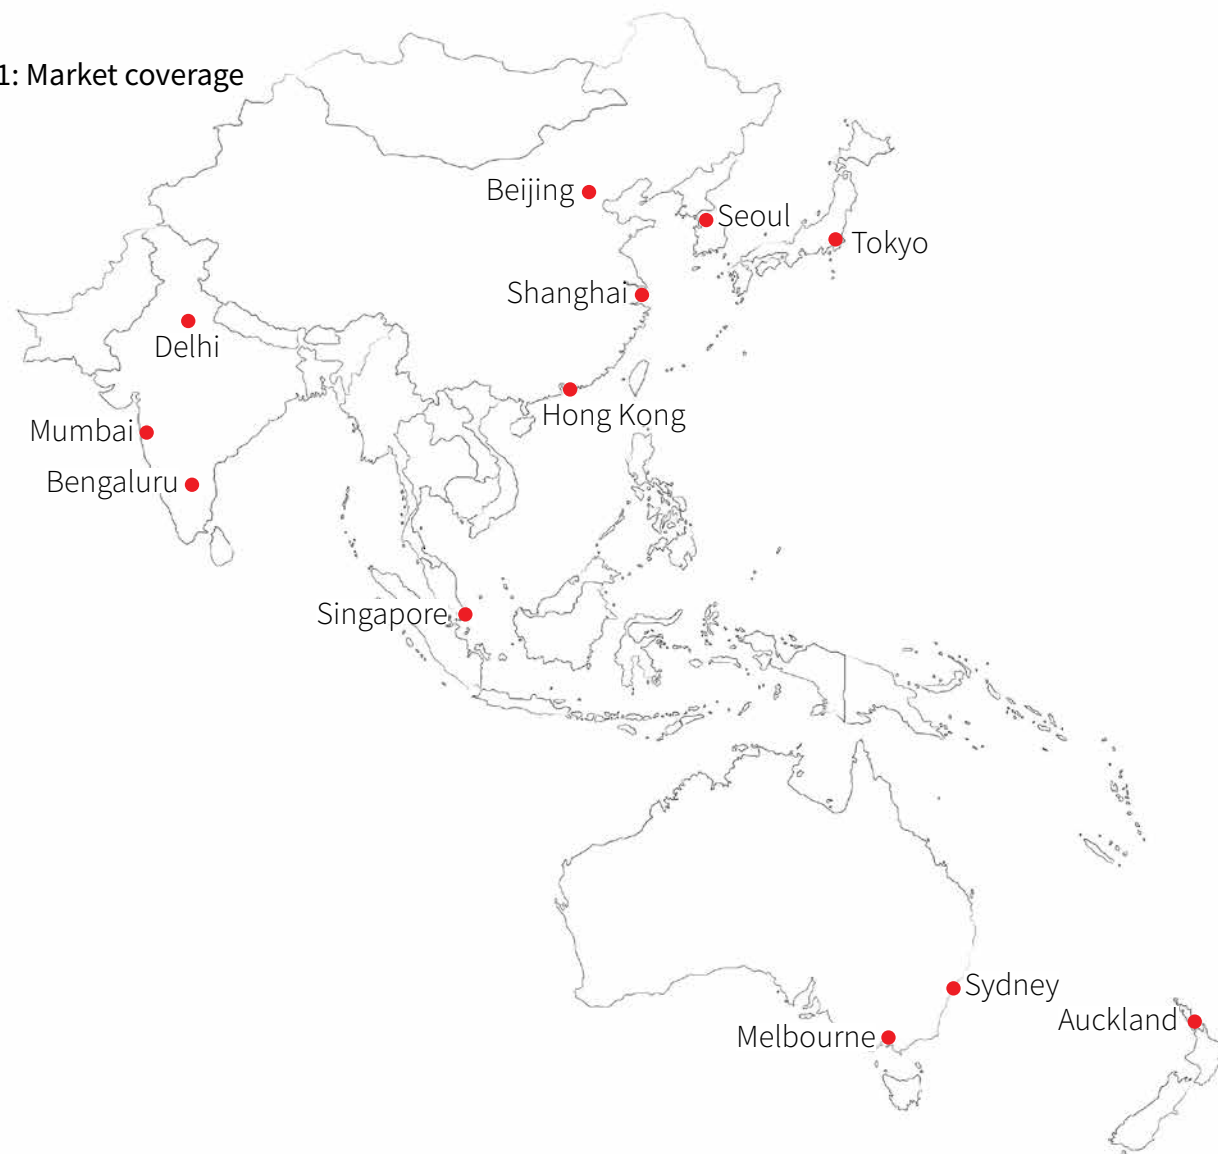 1: Market coverage
Beijing
Seoul
Tokyo
Shanghai
Delhi
Hong Kong
Mumbai
Bengaluru
Singapore
Sydney
Auckland
Melbourne